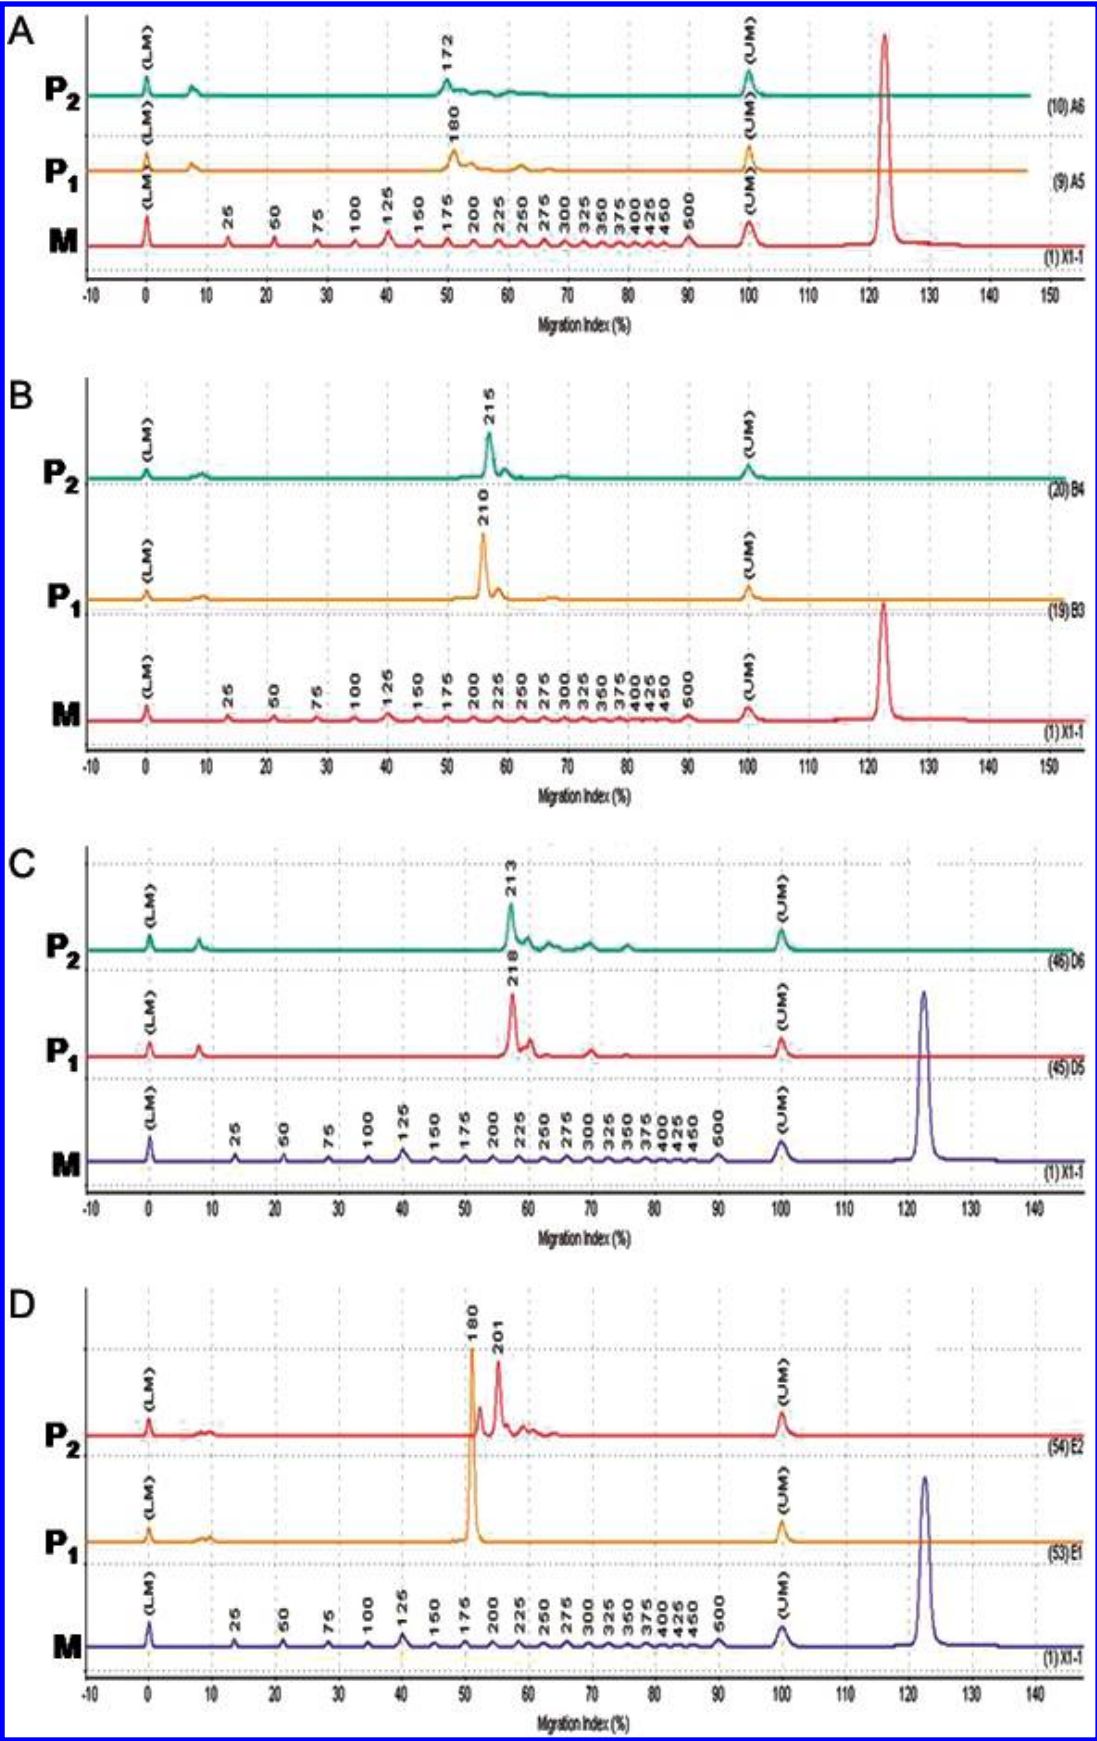 A
P2 (LM) 172 (UM) (10) A6
P1 (LM) 180 (UM) (9) A5
M (LM) 25 50 75 100 125 150 175 200 225 250 275 300 325 350 375 400 425 450 500 (UM) (1) X1-1
-10 0 10 20 30 40 50 60 70 80 90 100 110 120 130 140 150
Migration Index (%)
B
P2 (LM) 215 (UM) (20) B4
P1 (LM) 210 (UM) (19) B3
M (LM) 25 50 75 100 125 150 175 200 225 250 275 300 325 350 375 400 425 450 500 (UM) (1) X1-1
-10 0 10 20 30 40 50 60 70 80 90 100 110 120 130 140 150
Migration Index (%)
C
P2 (LM) 213 (UM) (46) D6
P1 (LM) 218 (UM) (45) D5
M (LM) 25 50 75 100 125 150 175 200 225 250 275 300 325 350 375 400 425 450 500 (UM) (1) X1-1
-10 0 10 20 30 40 50 60 70 80 90 100 110 120 130 140
Migration Index (%)
D
P2 (LM) 180 201 (UM) (54) E2
P1 (LM) (UM) (53) E1
M (LM) 25 50 75 100 125 150 175 200 225 250 275 300 325 350 375 400 425 450 500 (UM) (1) X1-1
-10 0 10 20 30 40 50 60 70 80 90 100 110 120 130 140
Migration Index (%)